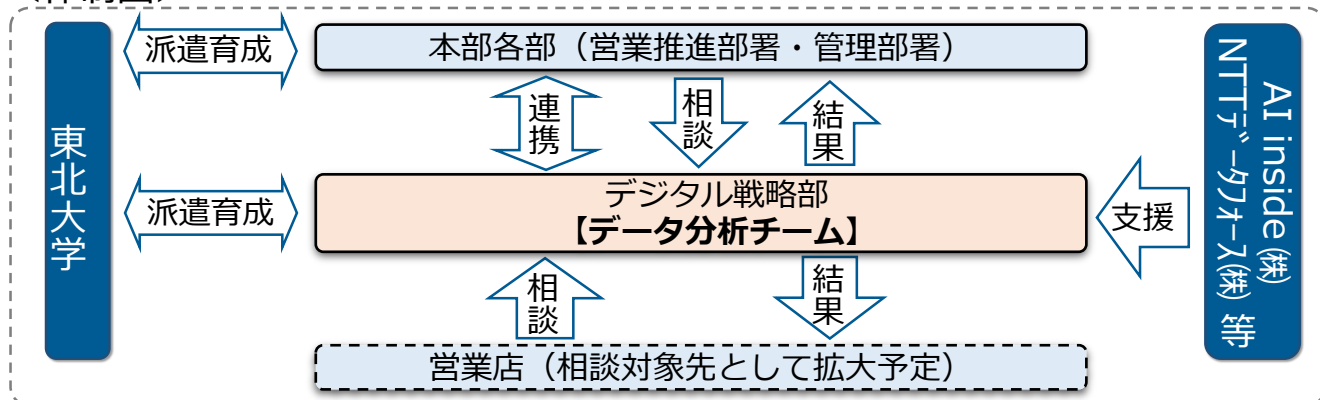 派遣育成
本部各部（営業推進部署・管理部署）
連携
相談
結果
東北大学
派遣育成
デジタル戦略部
【データ分析チーム】
支援
AI inside㈱
NTTﾃﾞｰﾀﾌｫｰｽ㈱ 等
相談
結果
営業店（相談対象先として拡大予定）